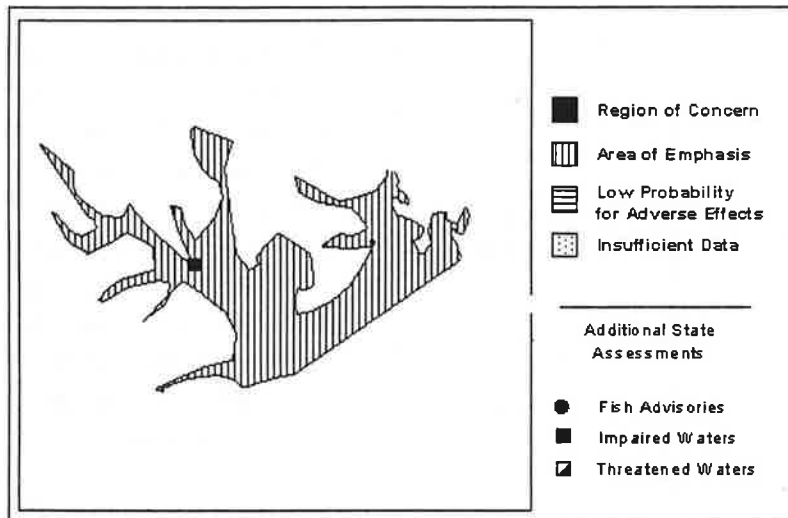 Region of Concern
Area of Emphasis
Low Probability
for Adverse Effects
Insufficient Data
Additional State
Assessments
Fish Advisories
Impaired Waters
Threatened Waters